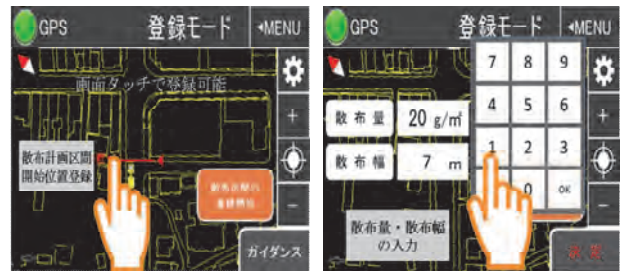 GPS
登録モード
◂MENU
画面タッチで登録可能
散布計画区間
開始位置登録
+
−
ガイダンス
GPS
登録モード
◂MENU
7 8 9
4 5 6
1 2 3
0 OK
散布量 20 g/㎡
散布幅 7 m
+
−
散布量・散布幅
の入力